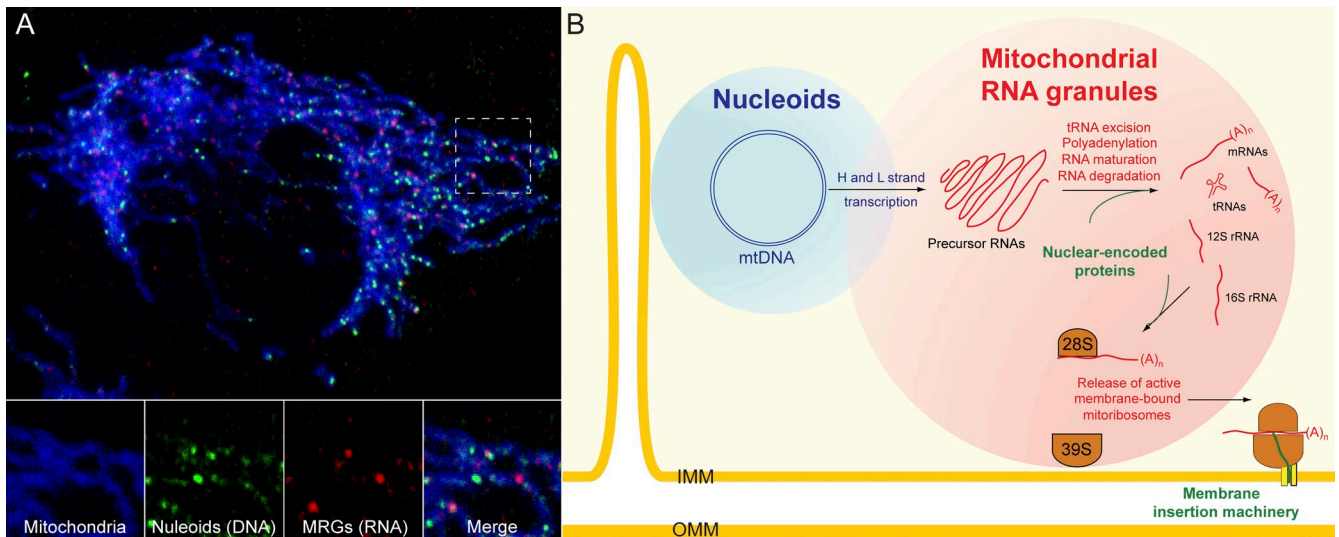 A
Mitochondria
Nuleoids (DNA)
MRGs (RNA)
Merge
B
Nucleoids
mtDNA
H and L strand
transcription
Mitochondrial
RNA granules
Precursor RNAs
tRNA excision
Polyadenylation
RNA maturation
RNA degradation
Nuclear-encoded
proteins
(A)n
mRNAs
(A)n
tRNAs
12S rRNA
16S rRNA
28S
(A)n
Release of active
membrane-bound
mitoribosomes
39S
(A)n
IMM
Membrane
insertion machinery
OMM